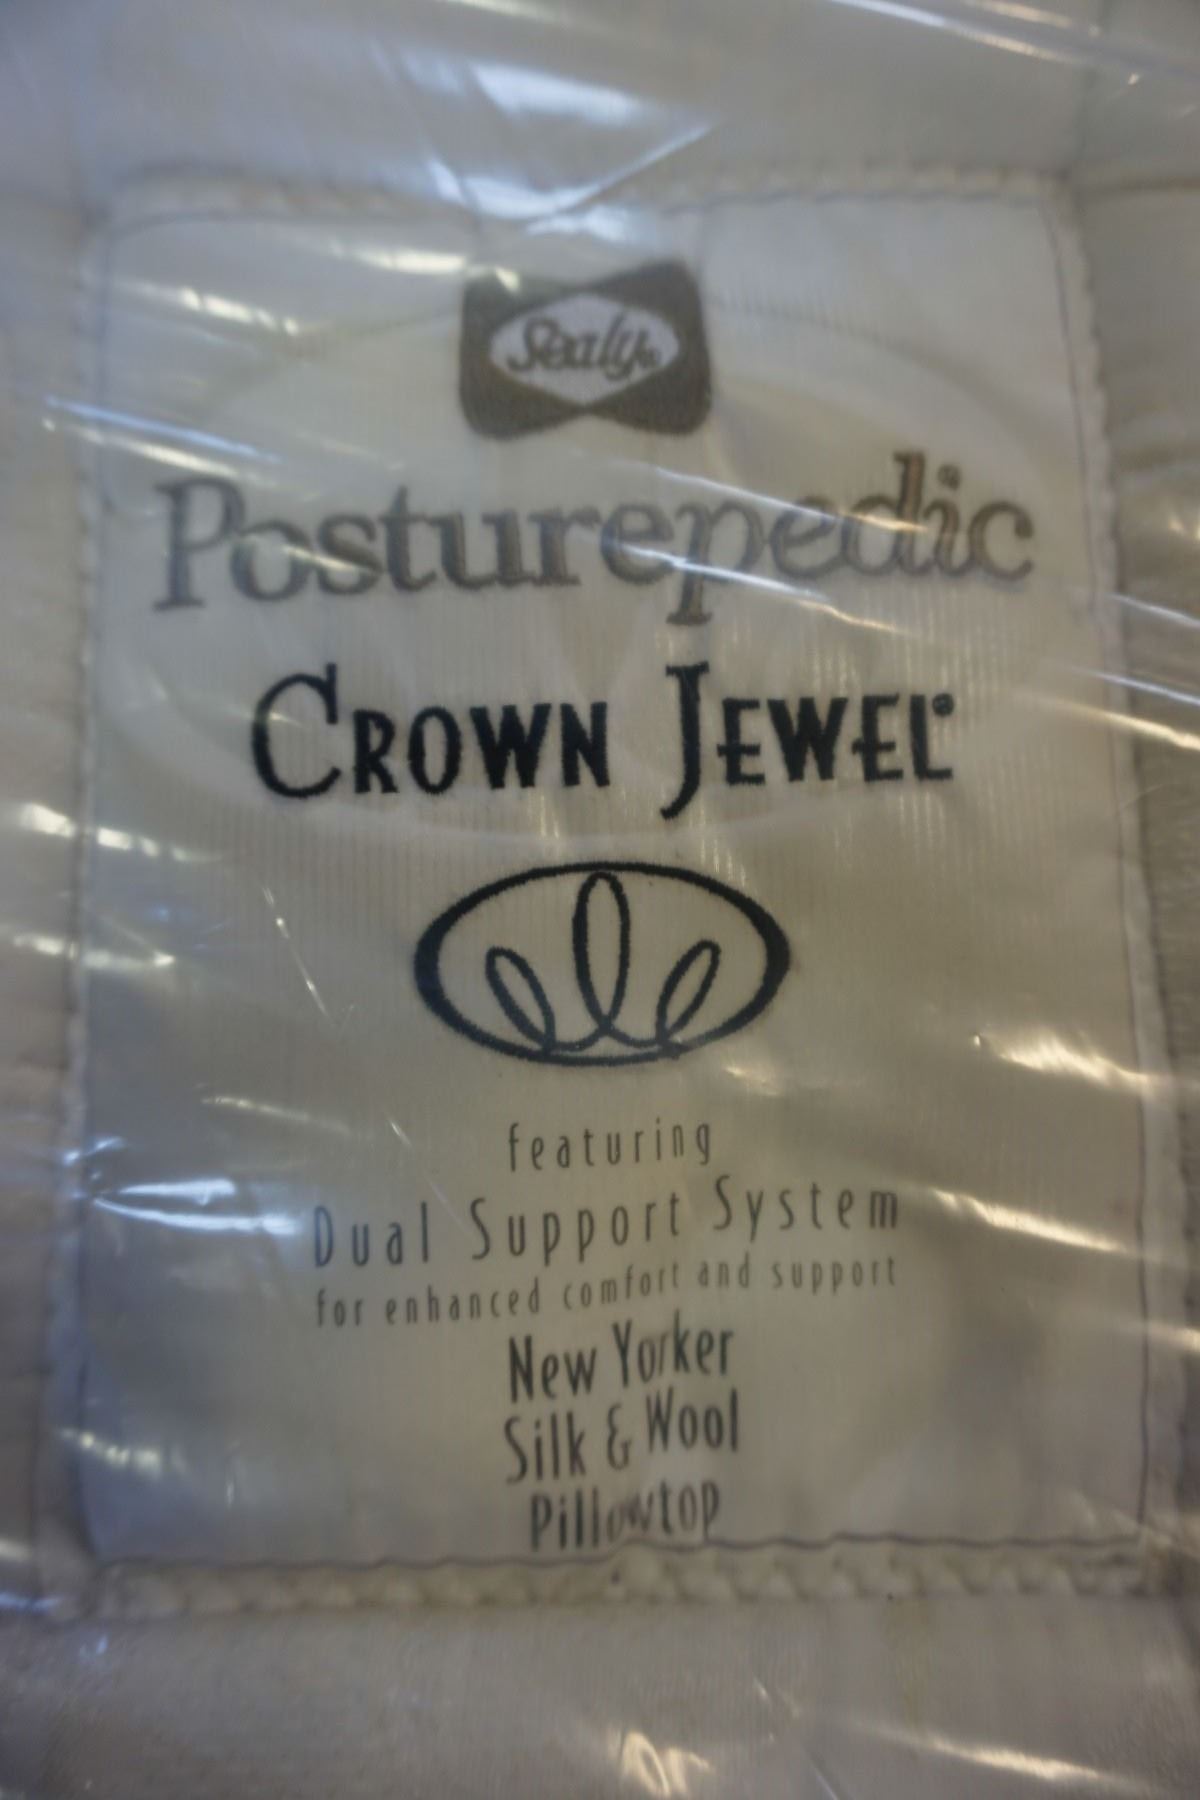 Sealy®
Posturepedic
CROWN JEWEL®
featuring
Dual Support System
for enhanced comfort and support
New Yorker
Silk & Wool
Pillowtop